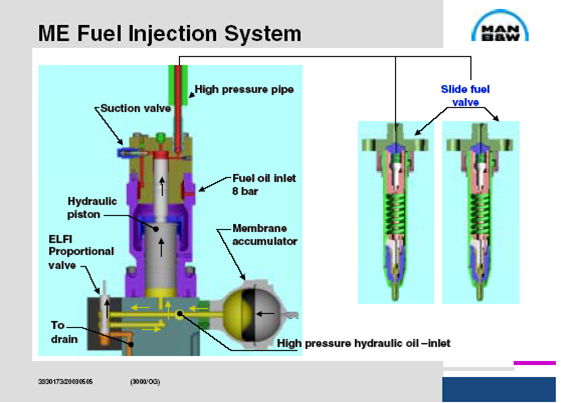 ME Fuel Injection System
MAN
B&W
High pressure pipe
Slide fuel
valve
Suction valve
Fuel oil inlet
8 bar
Hydraulic
piston
Membrane
accumulator
ELFI
Proportional
valve
To
drain
High pressure hydraulic oil –inlet
3330173/20030505
(3000/OG)